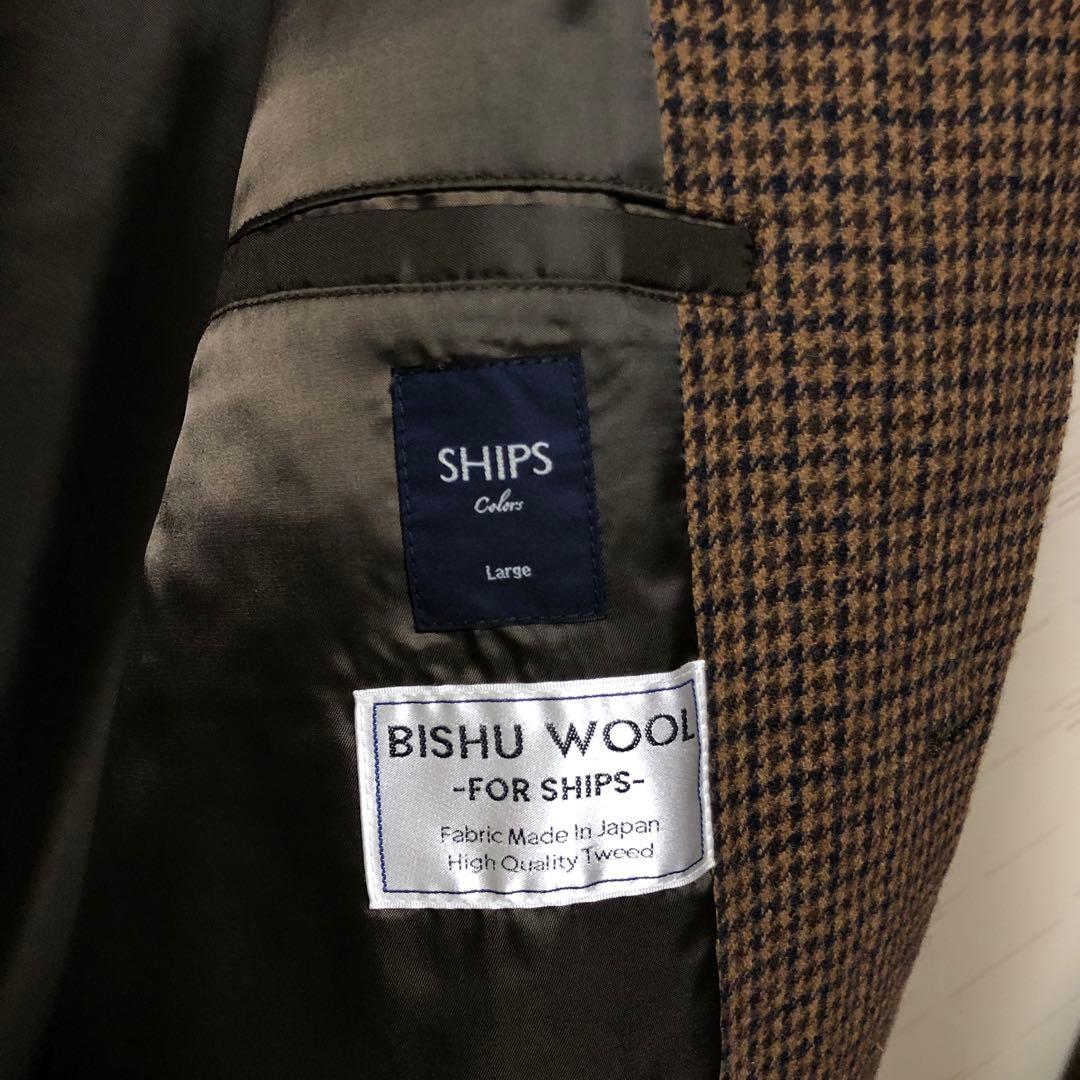 SHIPS
Colors
Large
BISHU WOOL
-FOR SHIPS-
Fabric Made In Japan
High Quality Tweed